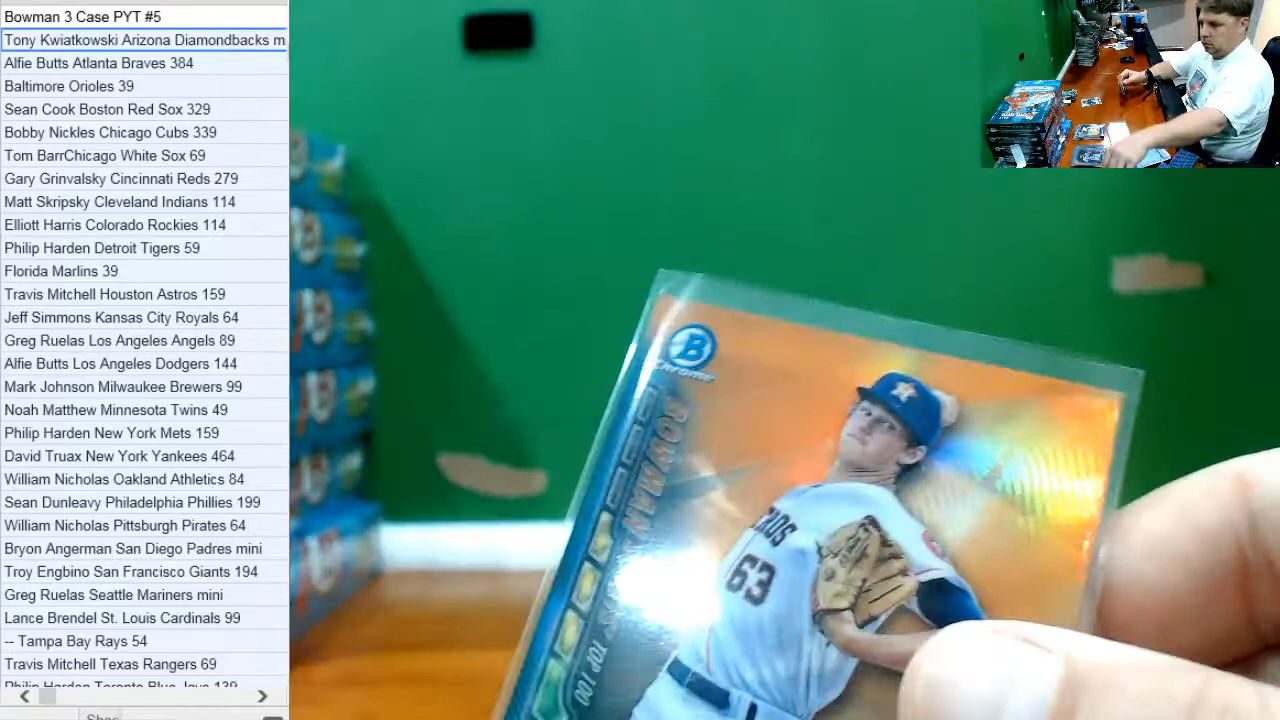 Bowman 3 Case PYT #5
Tony Kwiatkowski Arizona Diamondbacks m
Alfie Butts Atlanta Braves 384
Baltimore Orioles 39
Sean Cook Boston Red Sox 329
Bobby Nickles Chicago Cubs 339
Tom BarrChicago White Sox 69
Gary Grinvalsky Cincinnati Reds 279
Matt Skripsky Cleveland Indians 114
Elliott Harris Colorado Rockies 114
Philip Harden Detroit Tigers 59
Florida Marlins 39
Travis Mitchell Houston Astros 159
Jeff Simmons Kansas City Royals 64
Greg Ruelas Los Angeles Angels 89
Alfie Butts Los Angeles Dodgers 144
Mark Johnson Milwaukee Brewers 99
Noah Matthew Minnesota Twins 49
Philip Harden New York Mets 159
David Truax New York Yankees 464
William Nicholas Oakland Athletics 84
Sean Dunleavy Philadelphia Phillies 199
William Nicholas Pittsburgh Pirates 64
Bryon Angerman San Diego Padres mini
Troy Engbino San Francisco Giants 194
Greg Ruelas Seattle Mariners mini
Lance Brendel St. Louis Cardinals 99
-- Tampa Bay Rays 54
Travis Mitchell Texas Rangers 69
Philip Harden Toronto Blue Jays 139
B
Chrome
BOWMAN
TOP 100
63